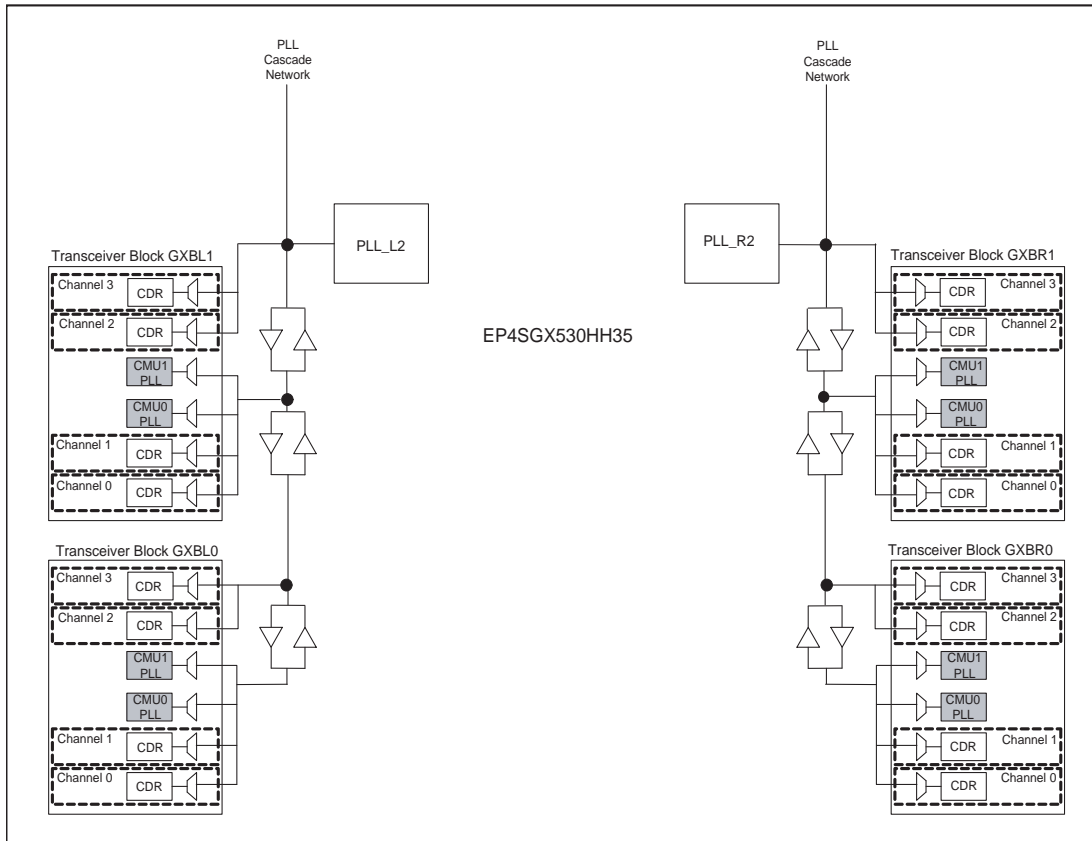 PLL
Cascade
Network
PLL
Cascade
Network
PLL_L2
PLL_R2
EP4SGX530HH35
Transceiver Block GXBL1
Channel 3
CDR
Channel 2
CDR
CMU1
PLL
CMU0
PLL
Channel 1
CDR
Channel 0
CDR
Transceiver Block GXBL0
Channel 3
CDR
Channel 2
CDR
CMU1
PLL
CMU0
PLL
Channel 1
CDR
Channel 0
CDR
Transceiver Block GXBR1
Channel 3
CDR
Channel 2
CDR
CMU1
PLL
CMU0
PLL
Channel 1
CDR
Channel 0
CDR
Transceiver Block GXBR0
Channel 3
CDR
Channel 2
CDR
CMU1
PLL
CMU0
PLL
Channel 1
CDR
Channel 0
CDR